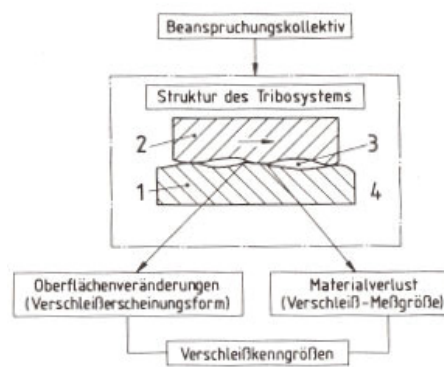 Beanspruchungskollektiv
Struktur des Tribosystems
2
3
1
4
Oberflächenveränderungen
(Verschleißerscheinungsform)
Materialverlust
(Verschleiß-Meßgröße)
Verschleißkenngrößen